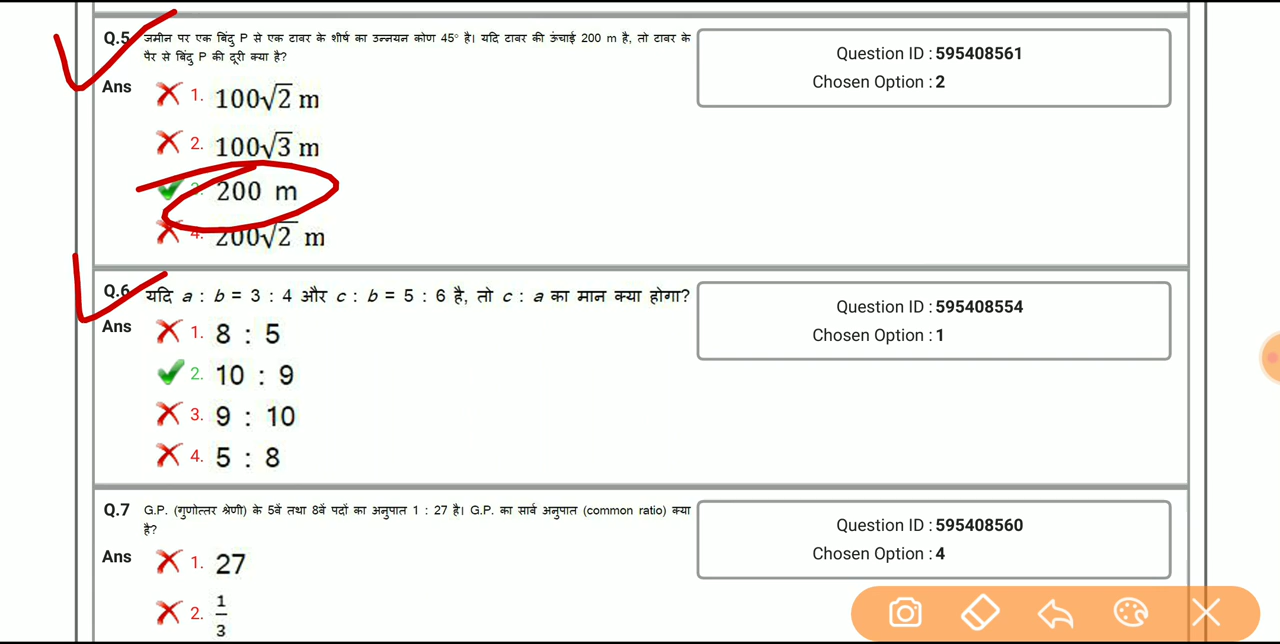 Q.5 जमीन पर एक बिंदु P से एक टावर के शीर्ष का उन्नयन कोण 45° है। यदि टावर की ऊंचाई 200 m है, तो टावर के
पैर से बिंदु P की दूरी क्या है?
Question ID : 595408561
Chosen Option : 2
Ans 1. 100√2 m
2. 100√3 m
3. 200 m
4. 200√2 m
Q.6 यदि a : b = 3 : 4 और c : b = 5 : 6 है, तो c : a का मान क्या होगा?
Question ID : 595408554
Chosen Option : 1
Ans 1. 8 : 5
2. 10 : 9
3. 9 : 10
4. 5 : 8
Q.7 G.P. (गुणोत्तर श्रेणी) के 5वें तथा 8वें पदों का अनुपात 1 : 27 है। G.P. का सार्व अनुपात (common ratio) क्या
है?
Question ID : 595408560
Chosen Option : 4
Ans 1. 27
2. 1/3